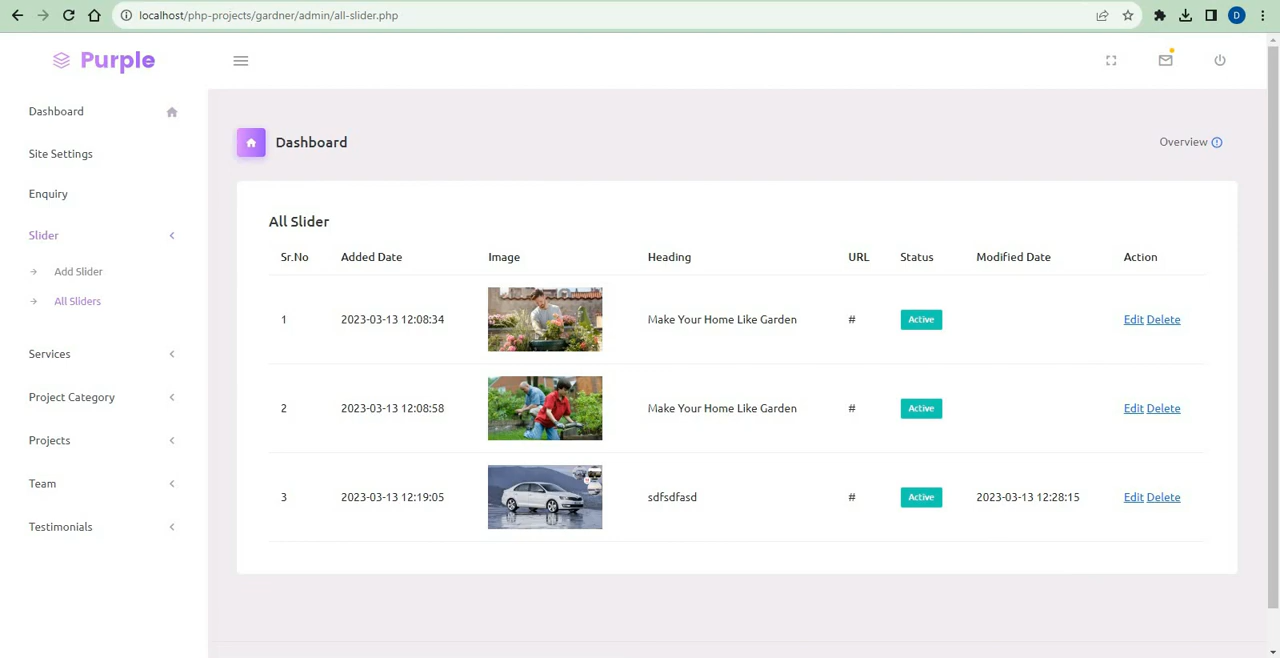 localhost/php-projects/gardner/admin/all-slider.php
D
Purple
Dashboard
Site Settings
Enquiry
Slider
Add Slider
All Sliders
Services
Project Category
Projects
Team
Testimonials
Dashboard
Overview
All Slider
Sr.No Added Date Image Heading URL Status Modified Date Action
1 2023-03-13 12:08:34 Make Your Home Like Garden # Active Edit Delete
2 2023-03-13 12:08:58 Make Your Home Like Garden # Active Edit Delete
3 2023-03-13 12:19:05 sdfsdfasd # Active 2023-03-13 12:28:15 Edit Delete